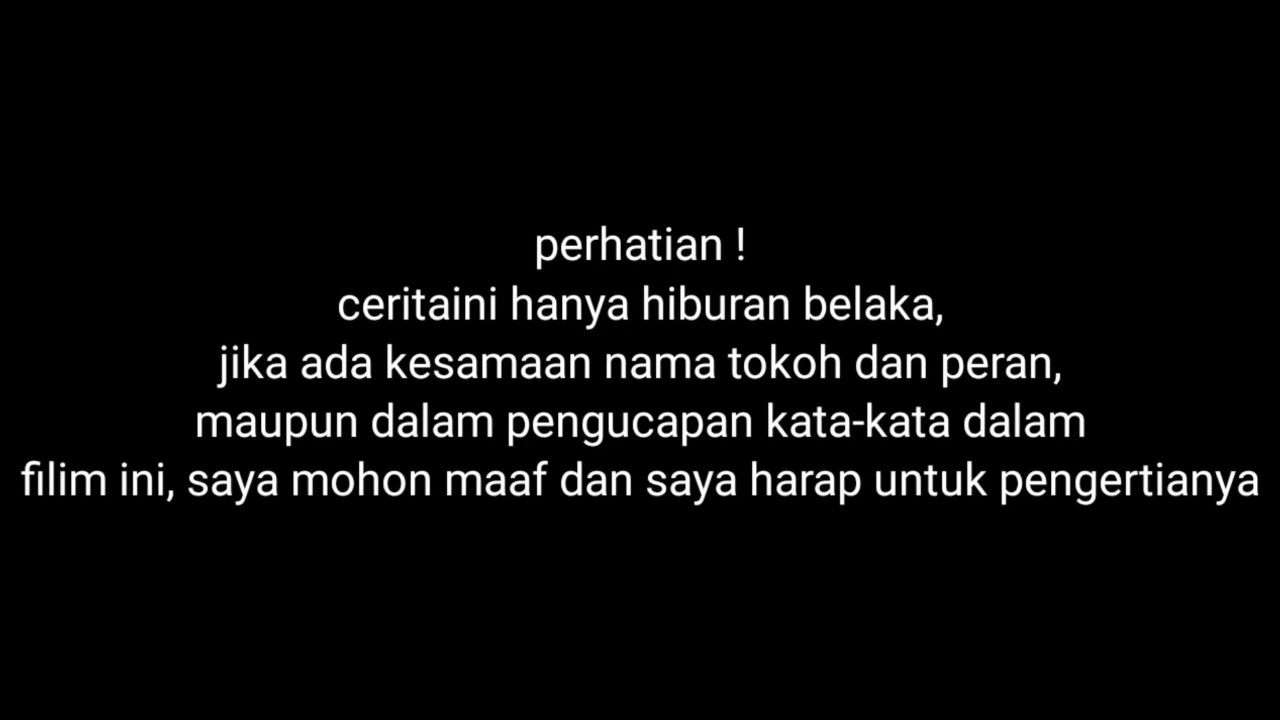 perhatian !
ceritaini hanya hiburan belaka,
jika ada kesamaan nama tokoh dan peran,
maupun dalam pengucapan kata-kata dalam
filim ini, saya mohon maaf dan saya harap untuk pengertianya